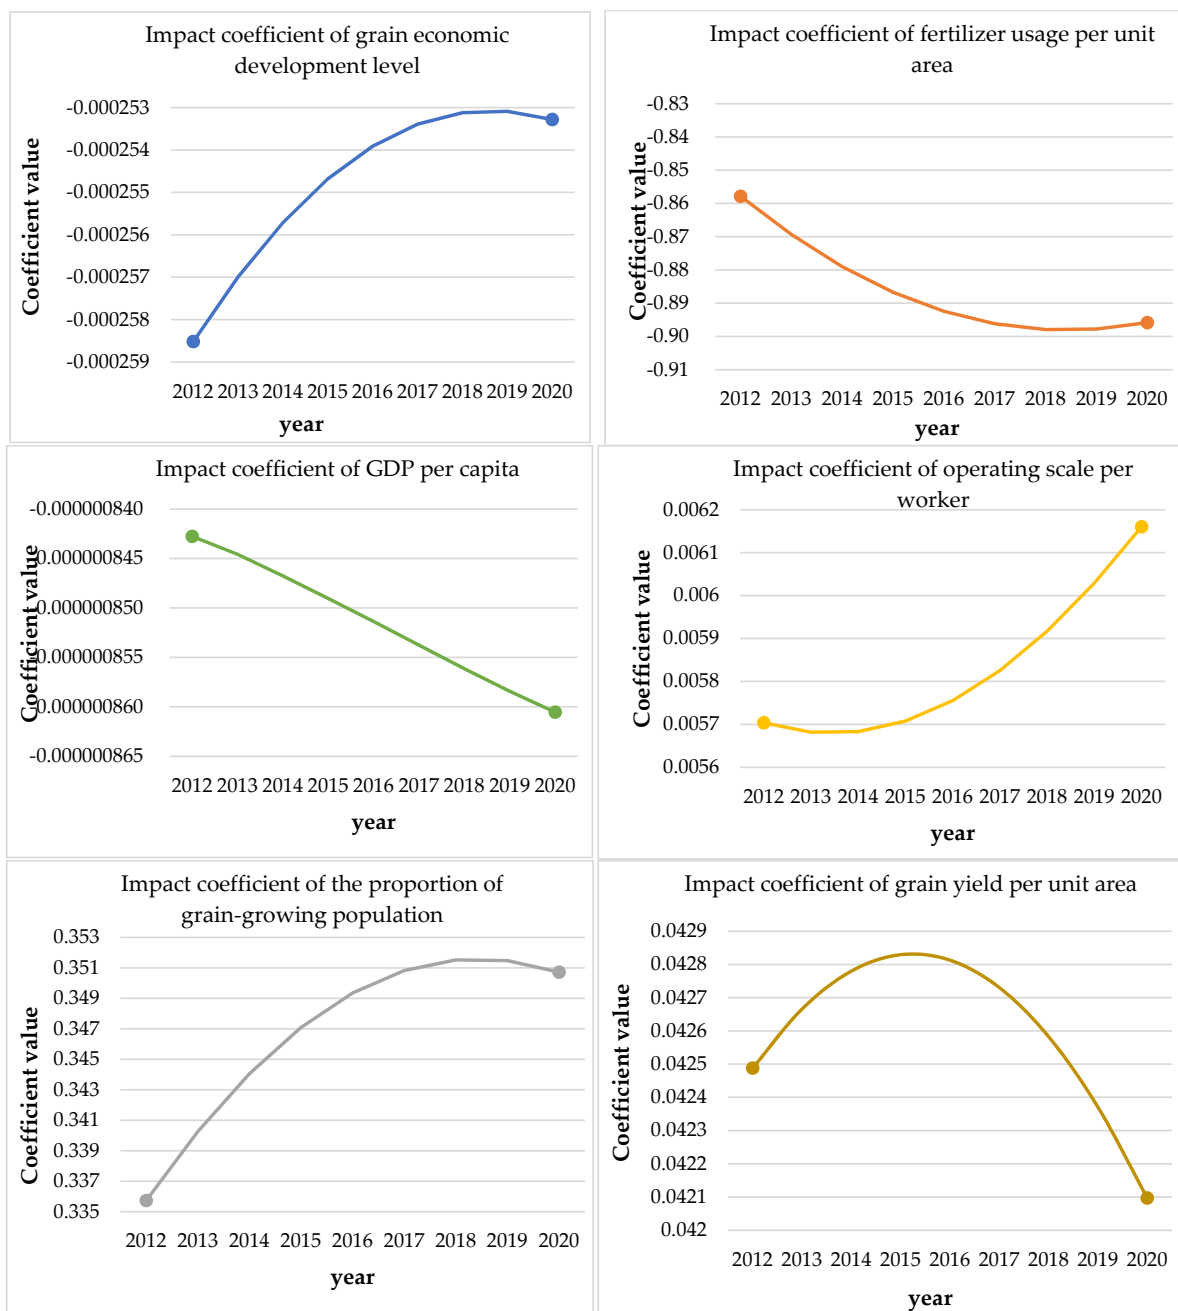 Impact coefficient of grain economic
development level
Coefficient value
-0.000253
-0.000254
-0.000255
-0.000256
-0.000257
-0.000258
-0.000259
2012 2013 2014 2015 2016 2017 2018 2019 2020
year
Impact coefficient of fertilizer usage per unit
area
Coefficient value
-0.83
-0.84
-0.85
-0.86
-0.87
-0.88
-0.89
-0.90
-0.91
2012 2013 2014 2015 2016 2017 2018 2019 2020
year
Impact coefficient of GDP per capita
Coefficient value
-0.000000840
-0.000000845
-0.000000850
-0.000000855
-0.000000860
-0.000000865
2012 2013 2014 2015 2016 2017 2018 2019 2020
year
Impact coefficient of operating scale per
worker
Coefficient value
0.0062
0.0061
0.006
0.0059
0.0058
0.0057
0.0056
2012 2013 2014 2015 2016 2017 2018 2019 2020
year
Impact coefficient of the proportion of
grain-growing population
Coefficient value
0.353
0.351
0.349
0.347
0.345
0.343
0.341
0.339
0.337
0.335
2012 2013 2014 2015 2016 2017 2018 2019 2020
year
Impact coefficient of grain yield per unit area
Coefficient value
0.0429
0.0428
0.0427
0.0426
0.0425
0.0424
0.0423
0.0422
0.0421
0.042
2012 2013 2014 2015 2016 2017 2018 2019 2020
year